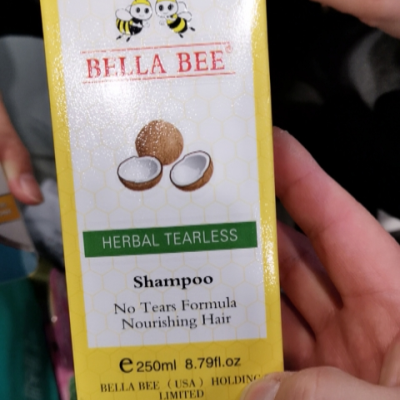 BELLA BEE®
HERBAL TEARLESS
Shampoo
No Tears Formula
Nourishing Hair
e 250ml 8.79fl.oz
BELLA BEE (USA) HOLDING
LIMITED